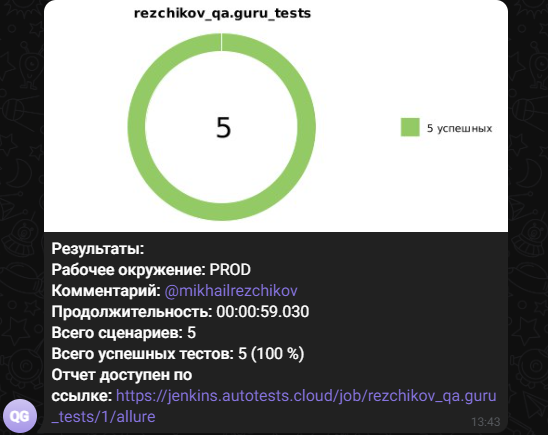 rezchikov_qa.guru_tests
5
5 успешных
Результаты:
Рабочее окружение: PROD
Комментарий: @mikhailrezchikov
Продолжительность: 00:00:59.030
Всего сценариев: 5
Всего успешных тестов: 5 (100 %)
Отчет доступен по
ссылке: https://jenkins.autotests.cloud/job/rezchikov_qa.guru
_tests/1/allure
QG
13:43